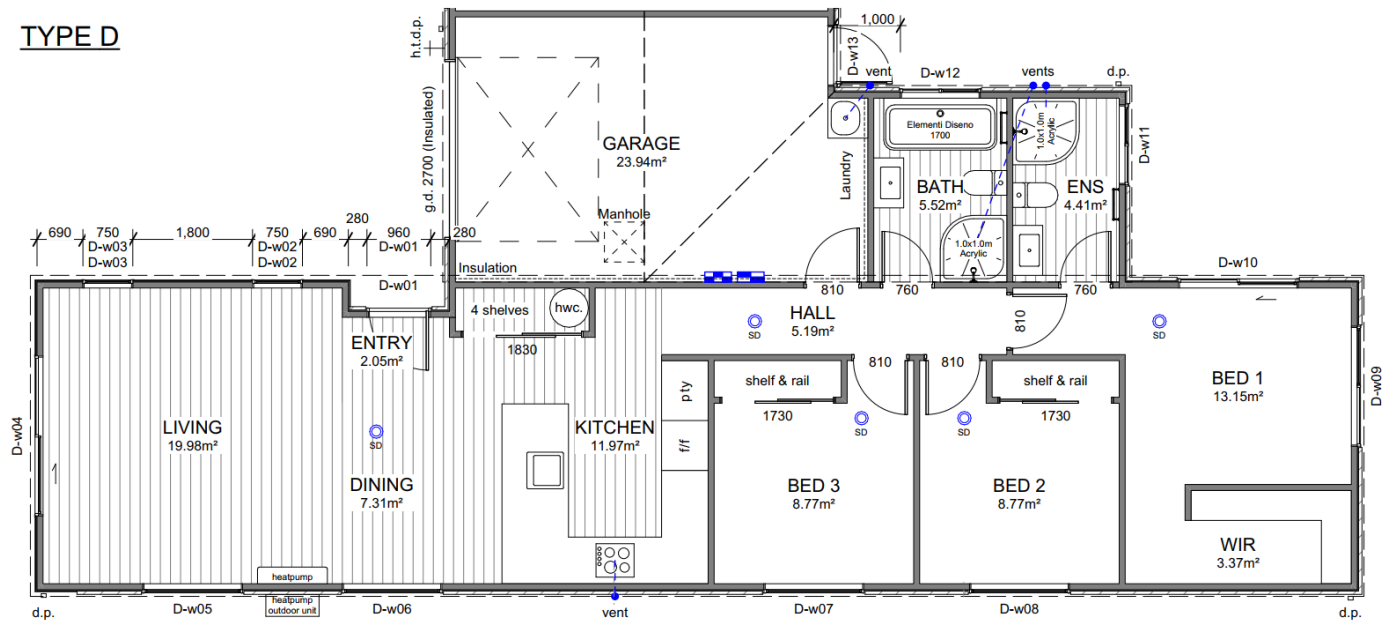 TYPE D
h.t.d.p.
g.d. 2700 (Insulated)
1,000
D-w13
vent
D-w12
vents
d.p.
D-w11
GARAGE
23.94m²
Manhole
Insulation
Laundry
Elementi Diseno
1700
BATH
5.52m²
1.0x1.0m
Acrylic
1.0x1.0m
Acrylic
ENS
4.41m²
690
750
1,800
750
690
280
960
280
D-w03
D-w02
D-w01
D-w03
D-w02
D-w01
D-w10
4 shelves
hwc.
1830
ENTRY
2.05m²
HALL
5.19m²
SD
810
760
760
810
SD
810
810
BED 1
13.15m²
D-w09
D-w04
LIVING
19.98m²
SD
DINING
7.31m²
KITCHEN
11.97m²
pty
f/f
shelf & rail
1730
SD
BED 3
8.77m²
shelf & rail
1730
SD
BED 2
8.77m²
WIR
3.37m²
heatpump
heatpump
outdoor unit
d.p.
D-w05
D-w06
vent
D-w07
D-w08
d.p.